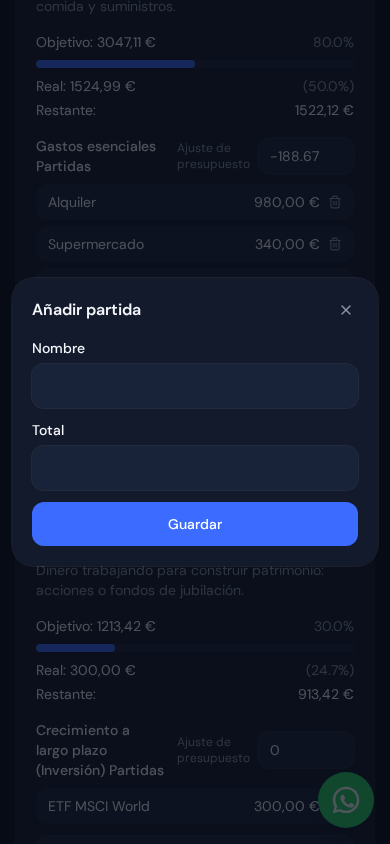 comida y suministros.
Objetivo: 3047,11 € 80.0%
Real: 1524,99 € (50.0%)
Restante: 1522,12 €
Gastos esenciales
Partidas
Ajuste de
presupuesto
-188.67
Alquiler 980,00 €
Supermercado 340,00 €
Añadir partida
Nombre
Total
Guardar
Dinero trabajando para construir patrimonio:
acciones o fondos de jubilación.
Objetivo: 1213,42 € 30.0%
Real: 300,00 € (24.7%)
Restante: 913,42 €
Crecimiento a
largo plazo
(Inversión) Partidas
Ajuste de
presupuesto
0
ETF MSCI World 300,00 €